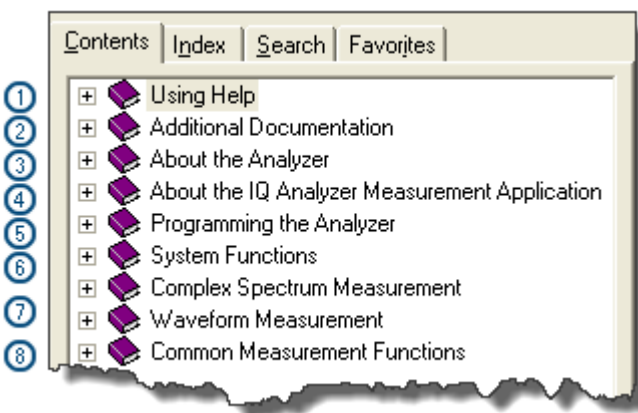 Contents Index Search Favorites
1 Using Help
2 Additional Documentation
3 About the Analyzer
4 About the IQ Analyzer Measurement Application
5 Programming the Analyzer
6 System Functions
Complex Spectrum Measurement
7 Waveform Measurement
8 Common Measurement Functions